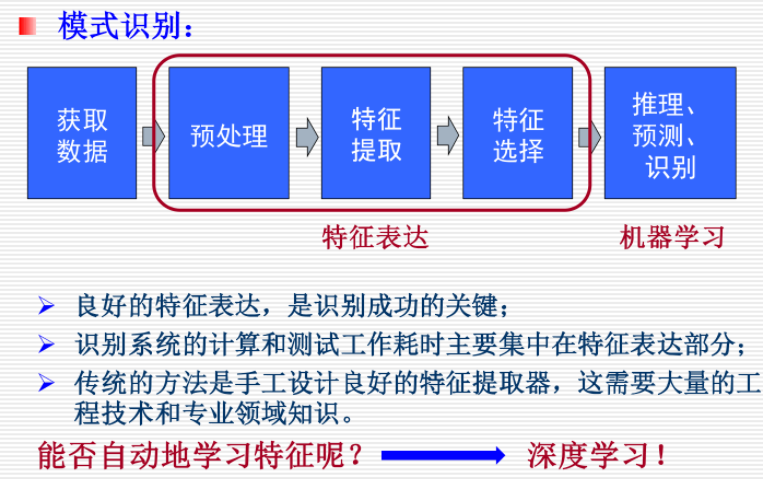 模式识别：
获取
数据
预处理
特征
提取
特征
选择
推理、
预测、
识别
特征表达
机器学习
良好的特征表达，是识别成功的关键；
识别系统的计算和测试工作耗时主要集中在特征表达部分；
传统的方法是手工设计良好的特征提取器，这需要大量的工
程技术和专业领域知识。
能否自动地学习特征呢？ 深度学习！